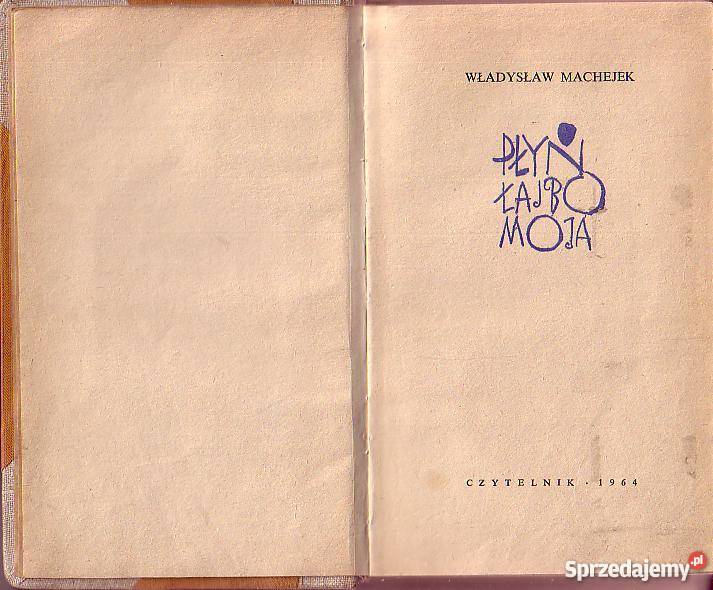 WŁADYSŁAW MACHEJEK
PŁYŃ
ŁAJBO
MOJA
CZYTELNIK · 1964
Sprzedajemy.pl